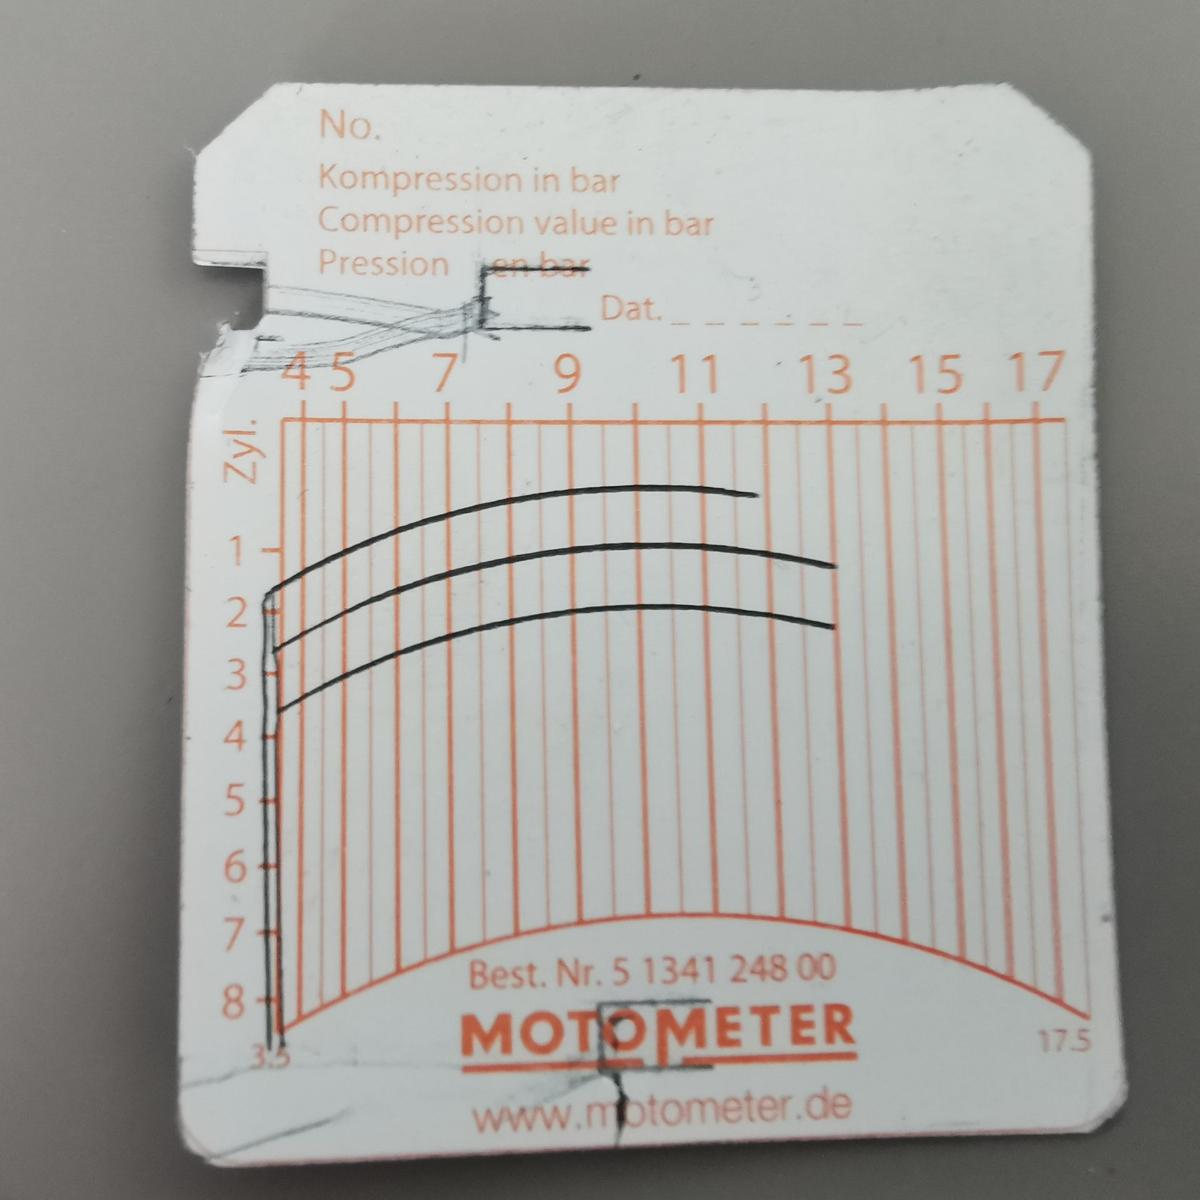 No.
Kompression in bar
Compression value in bar
Pression en bar
Dat. _ _ _ _ _ _
4 5 7 9 11 13 15 17
Zyl.
1
2
3
4
5
6
7
8
3.5
17.5
Best. Nr. 5 1341 248 00
MOTOMETER
www.motometer.de